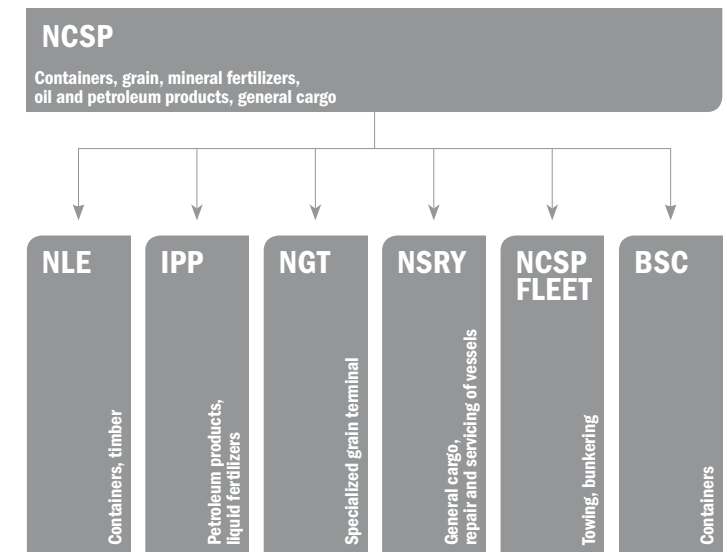 NCSP
Containers, grain, mineral fertilizers,
oil and petroleum products, general cargo
NLE
Containers, timber
IPP
Petroleum products,
liquid fertilizers
NGT
Specialized grain terminal
NSRY
General cargo,
repair and servicing of vessels
NCSP
FLEET
Towing, bunkering
BSC
Containers